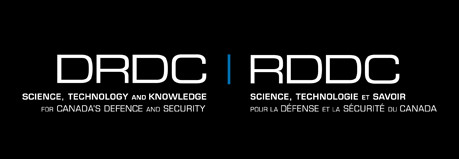 DRDC | RDDC
SCIENCE, TECHNOLOGY AND KNOWLEDGE
FOR CANADA'S DEFENCE AND SECURITY
SCIENCE, TECHNOLOGIE ET SAVOIR
POUR LA DÉFENSE ET LA SÉCURITÉ DU CANADA